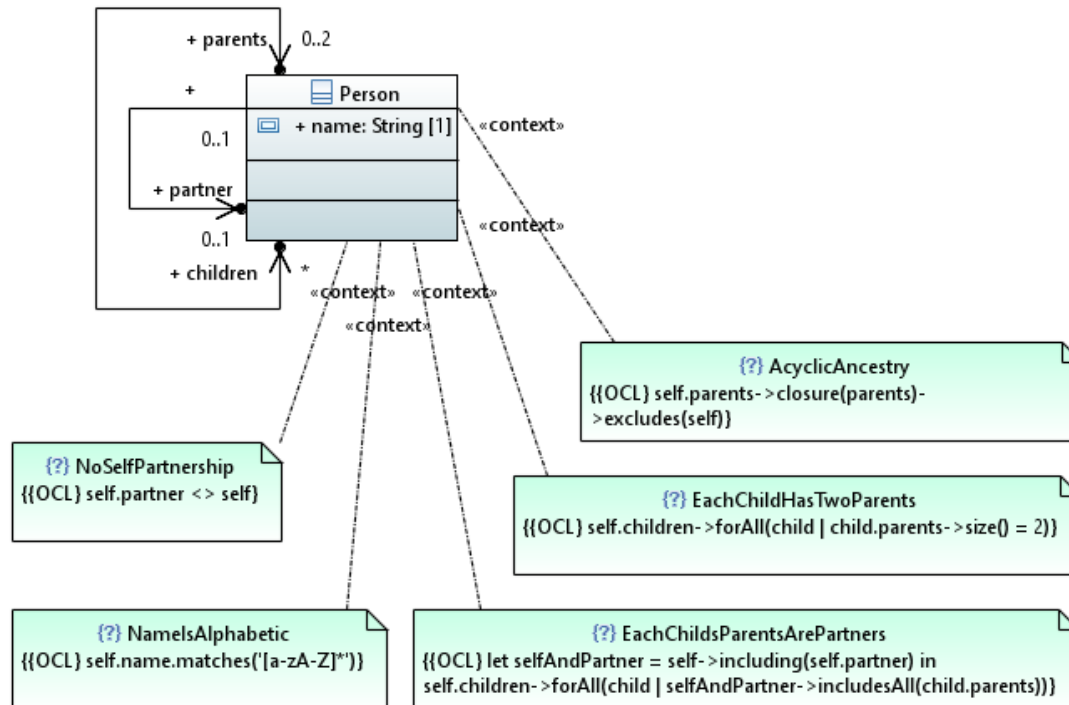 + parents 0..2
+
Person
+ name: String [1]
«context»
0..1
+ partner
0..1
«context»
+ children *
«context» «context»
«context»
{?} AcyclicAncestry
{{OCL} self.parents->closure(parents)-
>excludes(self)}
{?} NoSelfPartnership
{{OCL} self.partner <> self}
{?} EachChildHasTwoParents
{{OCL} self.children->forAll(child | child.parents->size() = 2)}
{?} NameIsAlphabetic
{{OCL} self.name.matches('[a-zA-Z]*')}
{?} EachChildsParentsArePartners
{{OCL} let selfAndPartner = self->including(self.partner) in
self.children->forAll(child | selfAndPartner->includesAll(child.parents))}